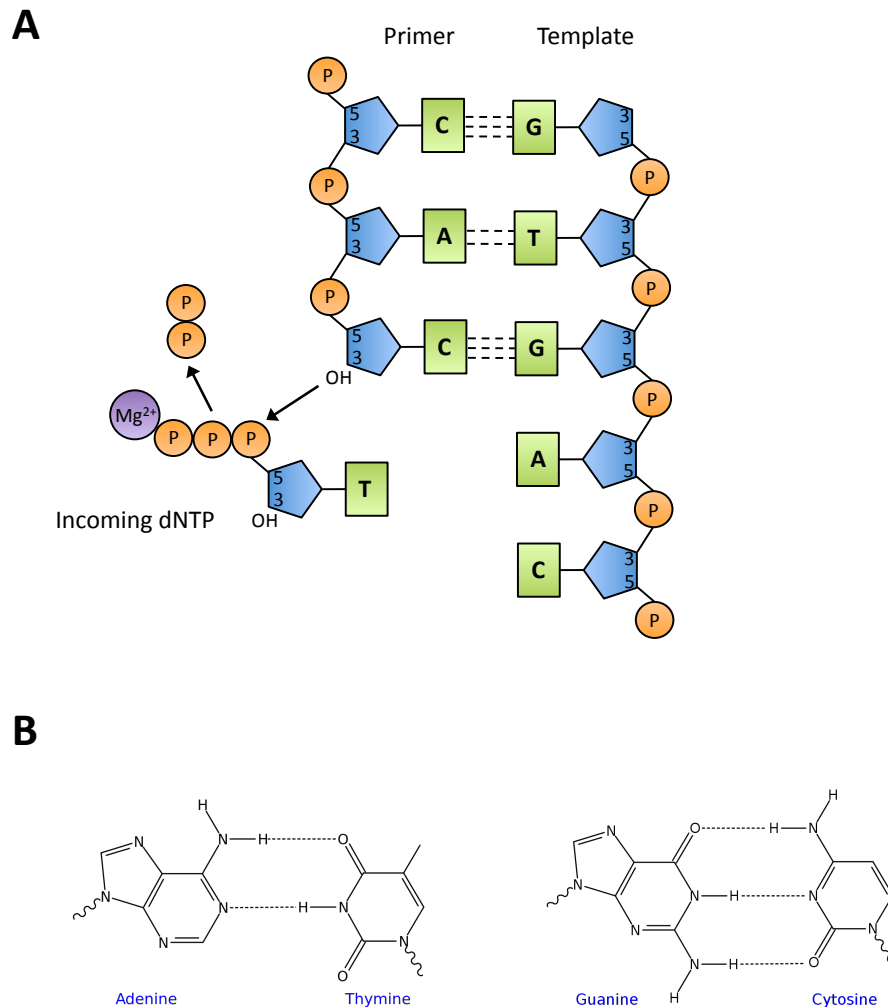 A
Primer Template
P
5
3
C
G
3
5
P
P
5
3
A
T
3
5
P
P
P
5
3
C
G
3
5
P
OH
P
Mg2+
P
P
P
A
3
5
5
3
T
P
Incoming dNTP
OH
C
3
5
P
B
H
N
H
O
N
N
N
N
H
N
N
O
Adenine
Thymine
O
H
N
H
N
N
N
H
N
N
N
N
H
O
H
Guanine
Cytosine